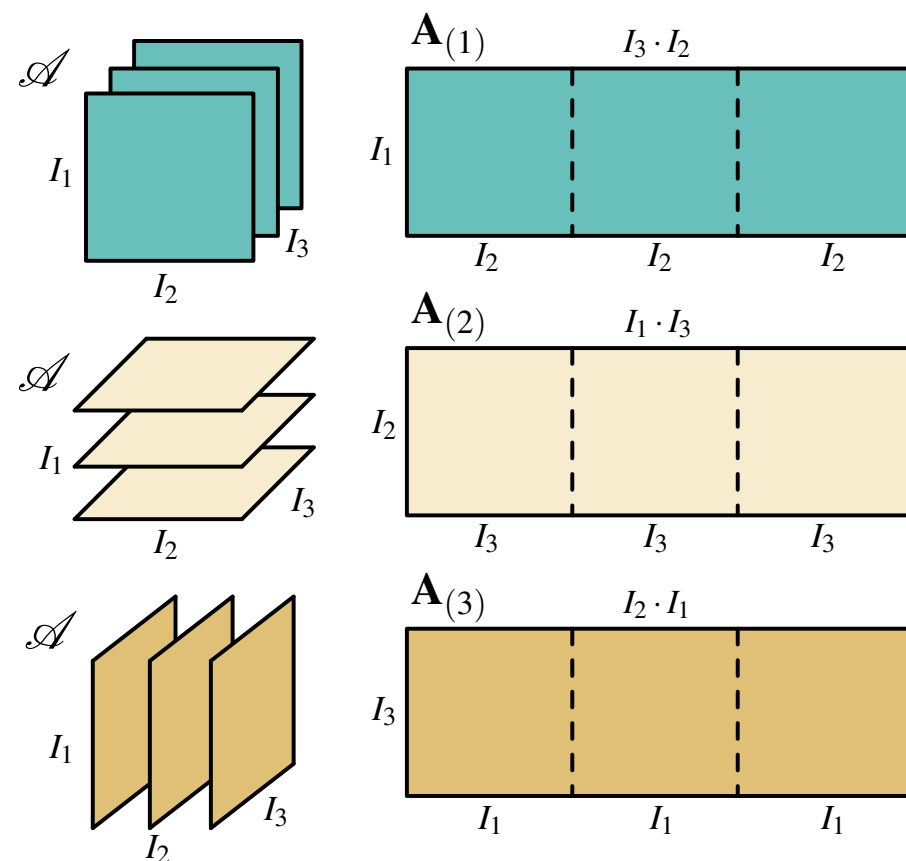 𝒜 A(1) I₃ · I₂
I₁ I₃ I₂
I₁ I₂ I₂ I₂
𝒜 A(2) I₁ · I₃
I₁ I₃ I₂
I₂ I₃ I₃ I₃
𝒜 A(3) I₂ · I₁
I₁ I₃ I₂
I₃ I₁ I₁ I₁